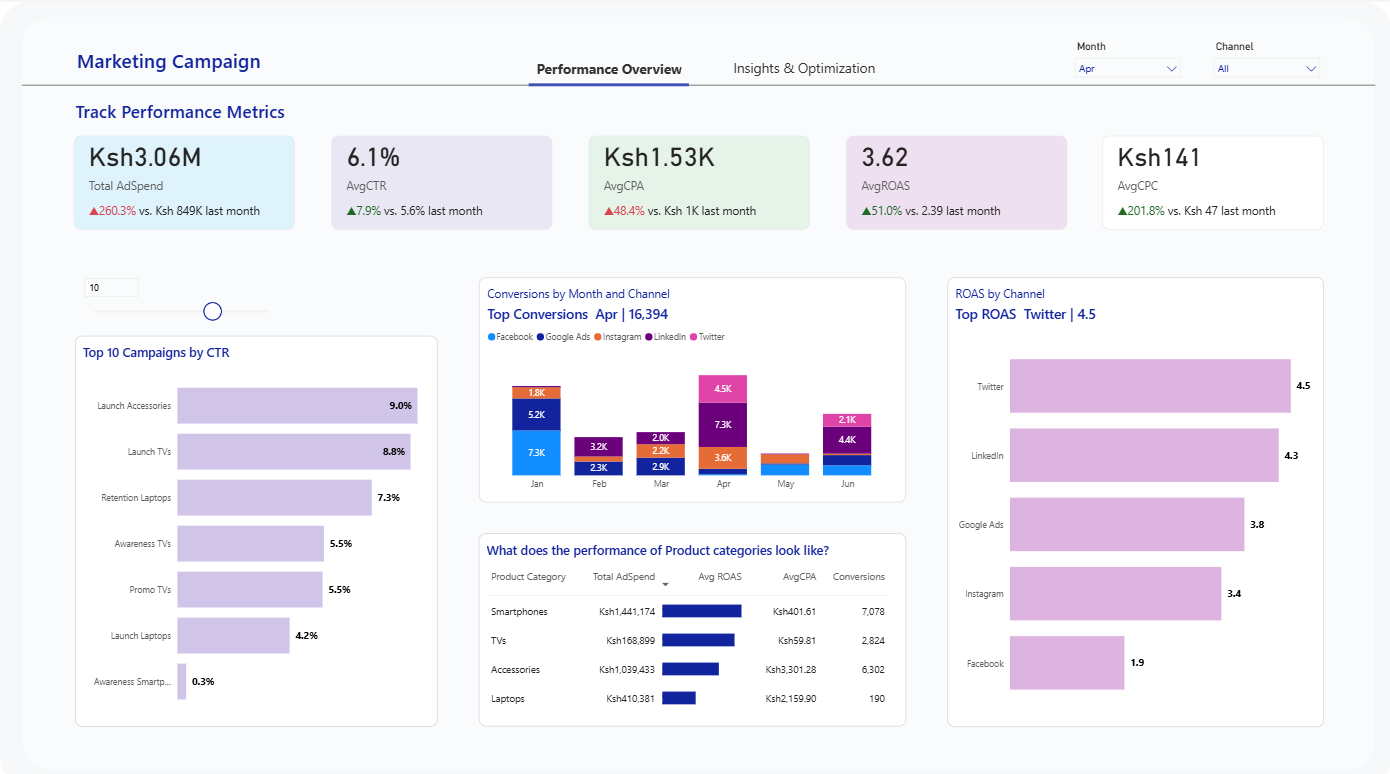 Marketing Campaign
Performance Overview
Insights & Optimization
Month
Apr
Channel
All
Track Performance Metrics
Ksh3.06M
Total AdSpend
▲260.3% vs. Ksh 849K last month
6.1%
AvgCTR
▲7.9% vs. 5.6% last month
Ksh1.53K
AvgCPA
▲48.4% vs. Ksh 1K last month
3.62
AvgROAS
▲51.0% vs. 2.39 last month
Ksh141
AvgCPC
▲201.8% vs. Ksh 47 last month
10
Top 10 Campaigns by CTR
Launch Accessories 9.0%
Launch TVs 8.8%
Retention Laptops 7.3%
Awareness TVs 5.5%
Promo TVs 5.5%
Launch Laptops 4.2%
Awareness Smartp... 0.3%
Conversions by Month and Channel
Top Conversions Apr | 16,394
Facebook Google Ads Instagram LinkedIn Twitter
1.8K
5.2K
7.3K
3.2K
2.3K
2.0K
2.2K
2.9K
4.5K
7.3K
3.6K
2.1K
4.4K
Jan Feb Mar Apr May Jun
What does the performance of Product categories look like?
Product Category Total AdSpend Avg ROAS AvgCPA Conversions
Smartphones Ksh1,441,174 Ksh401.61 7,078
TVs Ksh168,899 Ksh59.81 2,824
Accessories Ksh1,039,433 Ksh3,301.28 6,302
Laptops Ksh410,381 Ksh2,159.90 190
ROAS by Channel
Top ROAS Twitter | 4.5
Twitter 4.5
LinkedIn 4.3
Google Ads 3.8
Instagram 3.4
Facebook 1.9